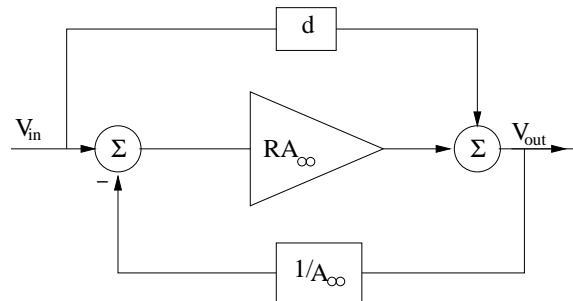 d
V_in
Σ
RA_∞
Σ
V_out
−
1/A_∞